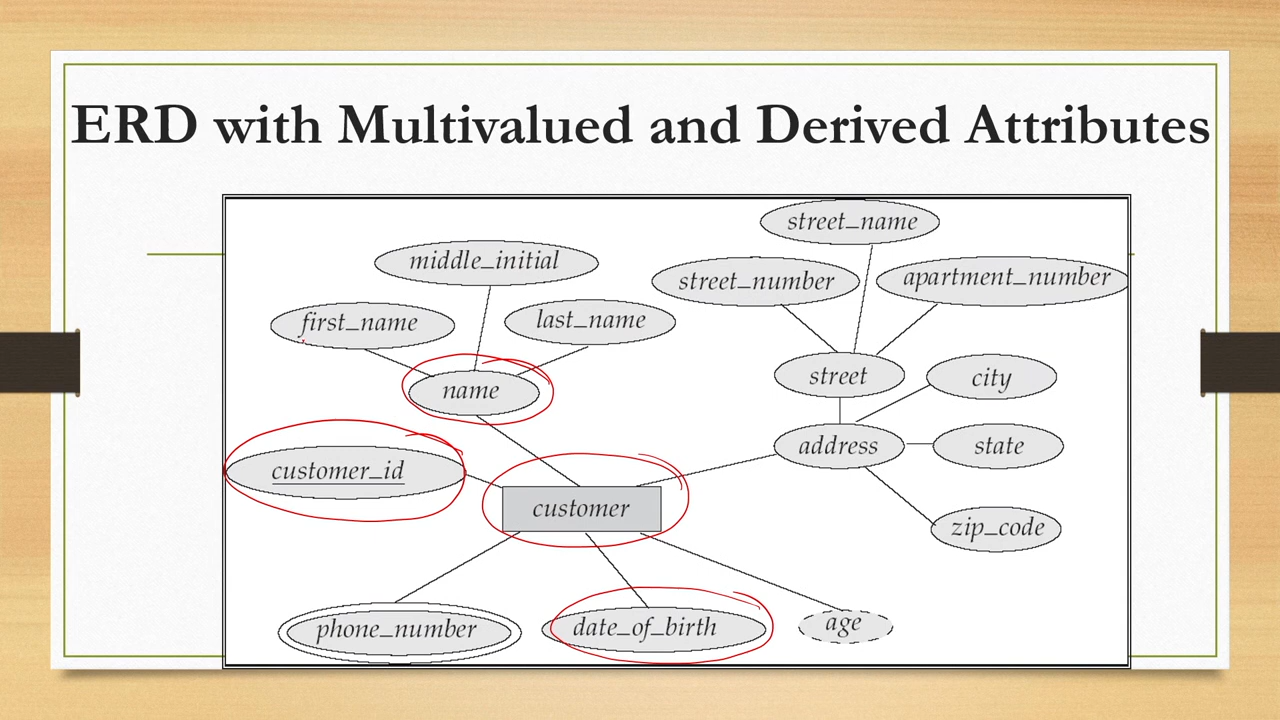 ERD with Multivalued and Derived Attributes
street_name
middle_initial
street_number
apartment_number
first_name
last_name
name
street
city
customer_id
address
state
customer
zip_code
phone_number
date_of_birth
age